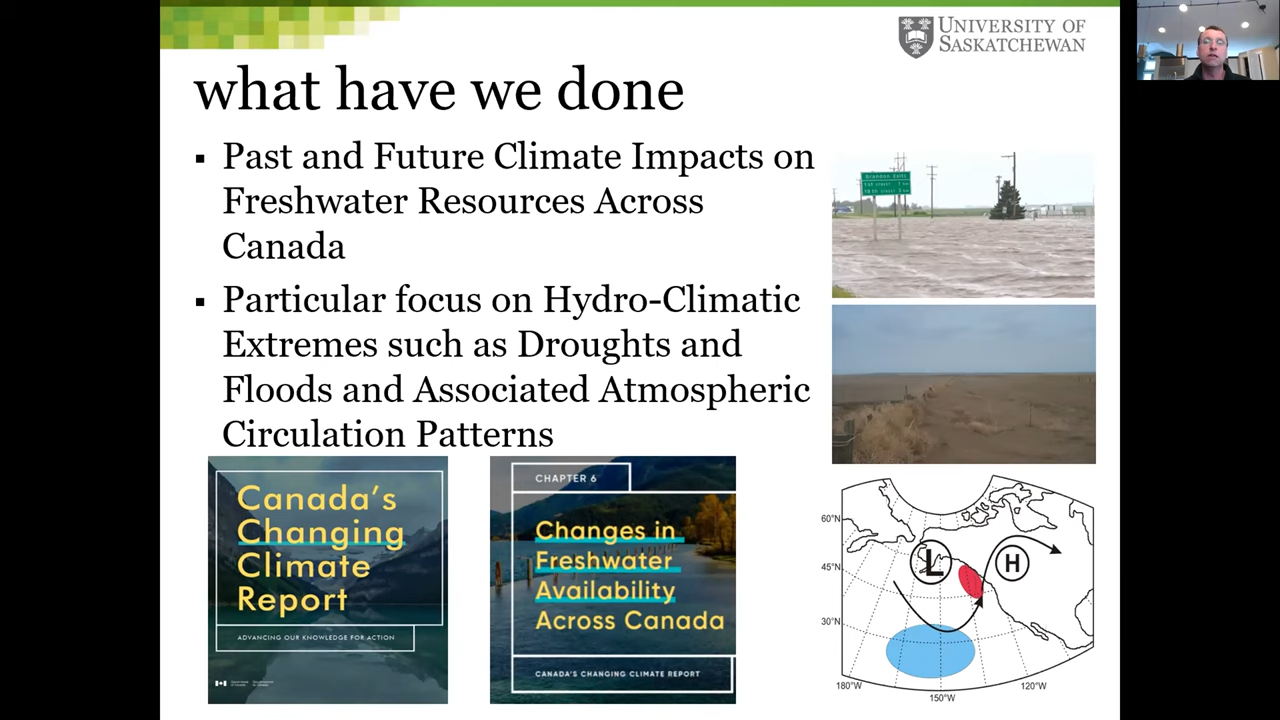 UNIVERSITY OF
SASKATCHEWAN
what have we done
Past and Future Climate Impacts on
Freshwater Resources Across
Canada
Particular focus on Hydro-Climatic
Extremes such as Droughts and
Floods and Associated Atmospheric
Circulation Patterns
Brandon Exits
Canada's
Changing
Climate
Report
ADVANCING OUR KNOWLEDGE FOR ACTION
CHAPTER 6
Changes in
Freshwater
Availability
Across Canada
CANADA'S CHANGING CLIMATE REPORT
60°N
45°N
30°N
L
H
180°W
150°W
120°W